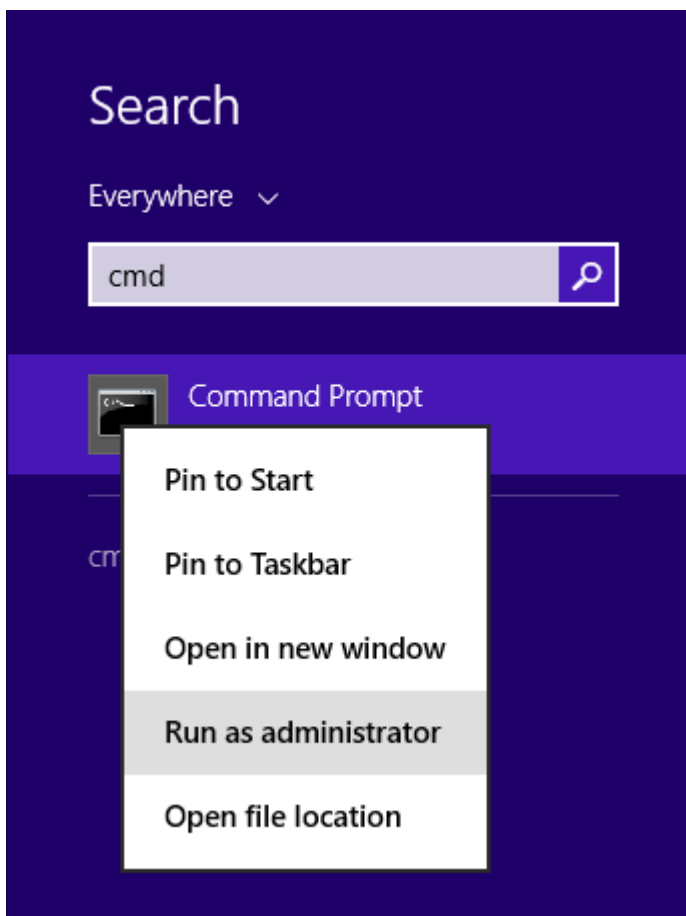 Search
Everywhere
cmd
Command Prompt
Pin to Start
Pin to Taskbar
Open in new window
Run as administrator
Open file location